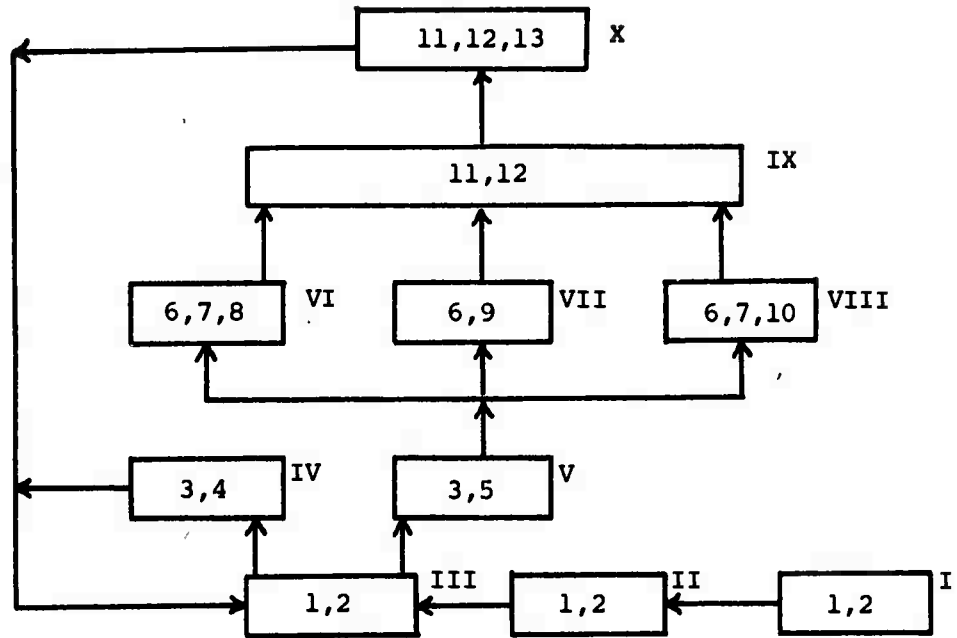 11,12,13 X
11,12 IX
6,7,8 VI 6,9 VII 6,7,10 VIII
3,4 IV 3,5 V
1,2 III 1,2 II 1,2 I